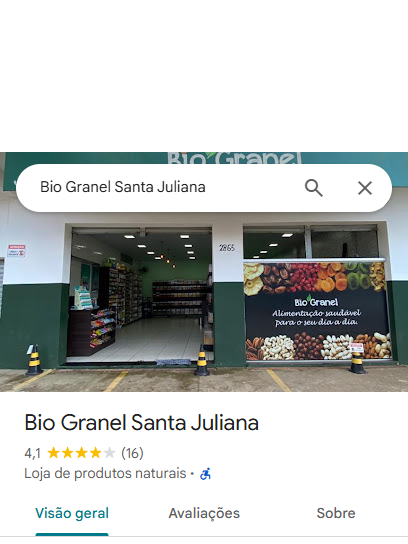 Bio Granel
Bio Granel Santa Juliana
2865
Bio Granel
Alimentação saudável
para o seu dia a dia.
Bio Granel Santa Juliana
4,1 (16)
Loja de produtos naturais •
Visão geral Avaliações Sobre